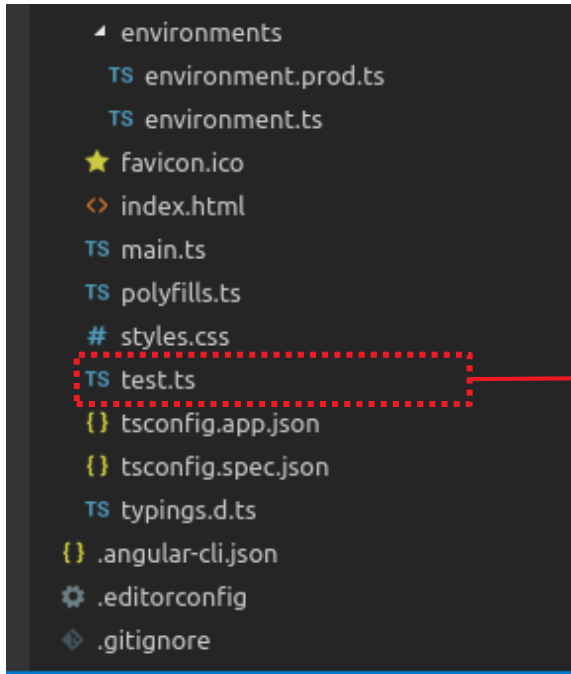 environments
TS environment.prod.ts
TS environment.ts
favicon.ico
<> index.html
TS main.ts
TS polyfills.ts
# styles.css
TS test.ts
{} tsconfig.app.json
{} tsconfig.spec.json
TS typings.d.ts
{} .angular-cli.json
.editorconfig
.gitignore